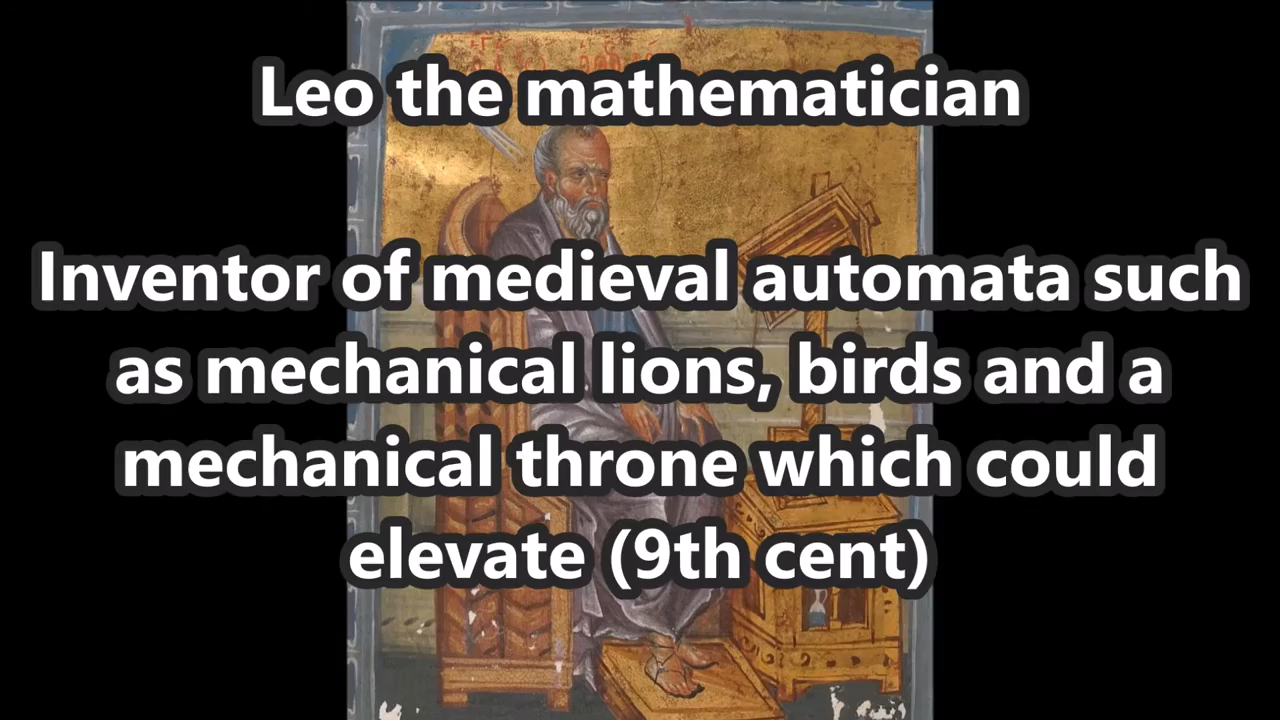 Leo the mathematician
Inventor of medieval automata such
as mechanical lions, birds and a
mechanical throne which could
elevate (9th cent)